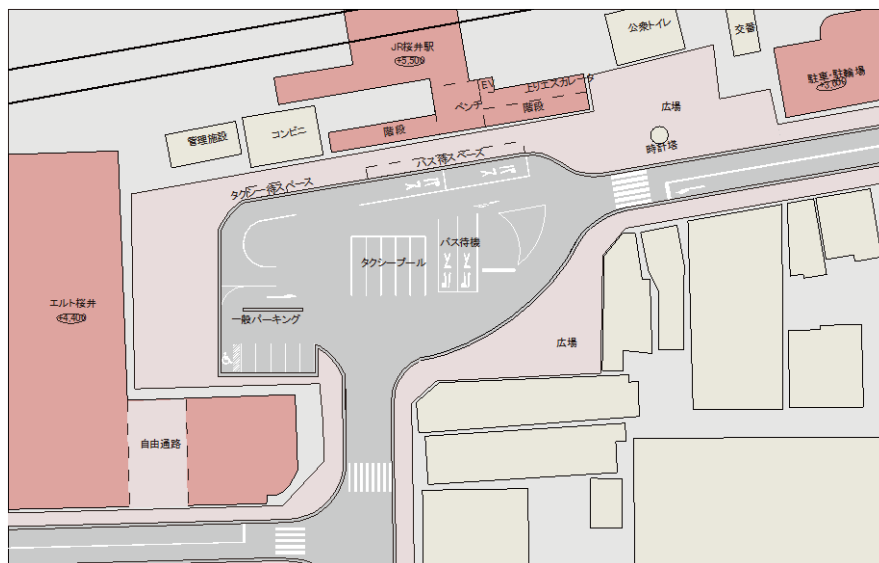 公衆トイレ
交番
JR桜井駅
+5,500
EV
上りエスカレータ
ベンチ
階段
階段
広場
駐車・駐輪場
+3,600
時計塔
管理施設
コンビニ
バス待スペース
タクシー待スペース
バス待機
タクシープール
エルト桜井
+4,400
一般パーキング
広場
自由通路